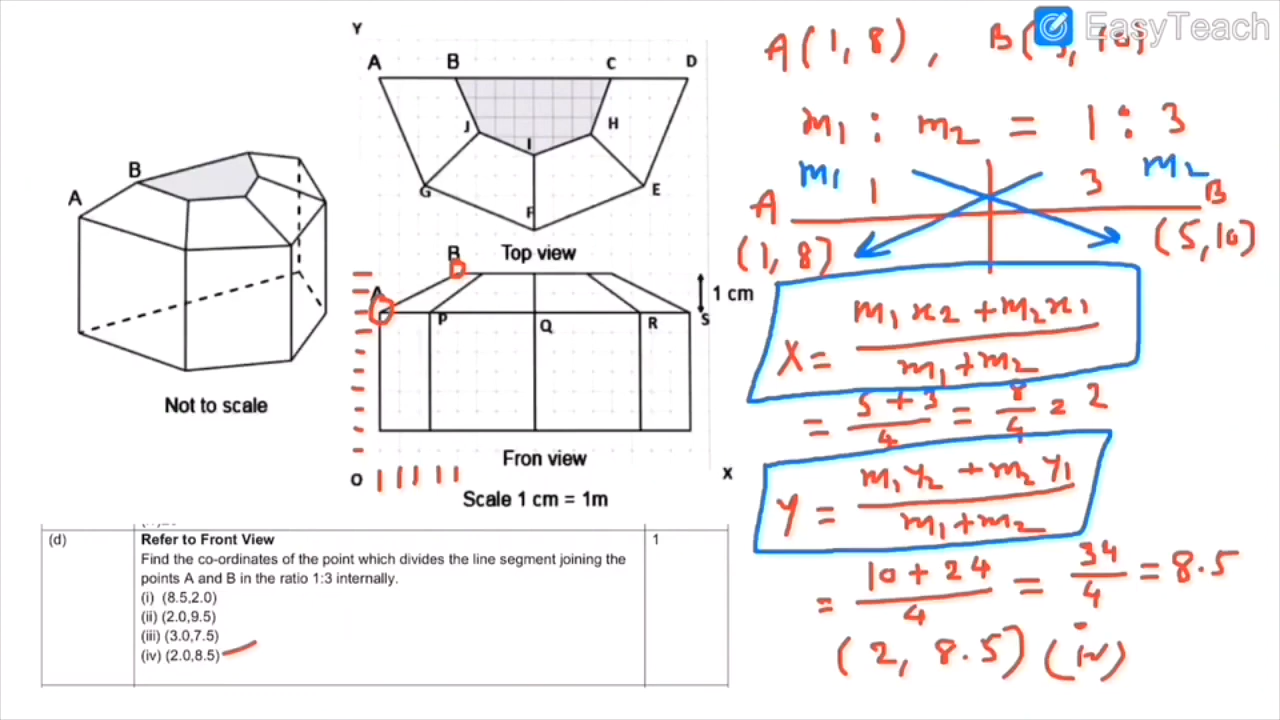 EasyTeach
Y
A B C D
J H
I
G E
F
Top view
A B
Not to scale
B
A
1 cm
P Q R S
Fron view
O X
Scale 1 cm = 1m
(d) Refer to Front View 1
Find the co-ordinates of the point which divides the line segment joining the
points A and B in the ratio 1:3 internally.
(i) (8.5,2.0)
(ii) (2.0,9.5)
(iii) (3.0,7.5)
(iv) (2.0,8.5)
A(1, 8), B( , 10)
m1 : m2 = 1 : 3
m1 1 3 m2
A B
(1, 8) (5, 10)
X = m1x2 + m2x1
m1 + m2
= 5 + 3 / 4 = 8 / 4 = 2
Y = m1y2 + m2y1
m1 + m2
= 10 + 24 / 4 = 34 / 4 = 8.5
(2, 8.5) (iv)